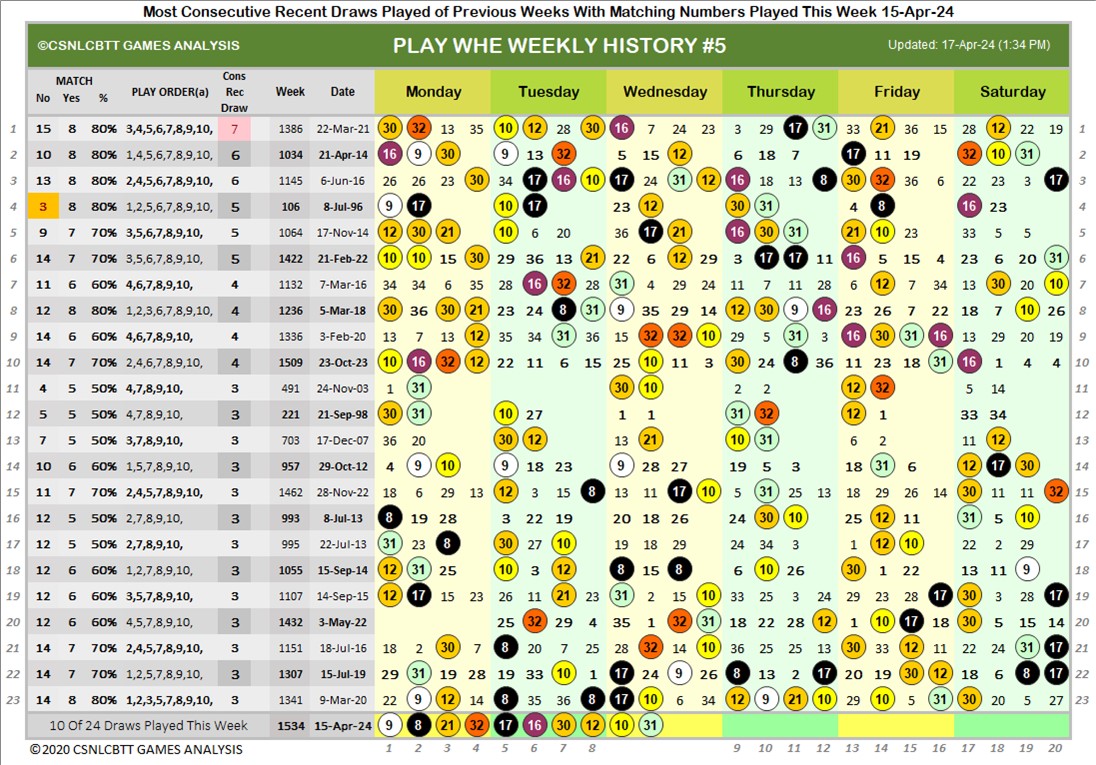 Most Consecutive Recent Draws Played of Previous Weeks With Matching Numbers Played This Week 15-Apr-24
©CSNLCBTT GAMES ANALYSIS PLAY WHE WEEKLY HISTORY #5 Updated: 17-Apr-24 (1:34 PM)
No MATCH Yes % PLAY ORDER(a) Cons Rec Draw Week Date Monday Tuesday Wednesday Thursday Friday Saturday
1 15 8 80% 3,4,5,6,7,8,9,10, 7 1386 22-Mar-21 30 32 13 35 10 12 28 30 16 7 24 23 3 29 17 31 33 21 36 15 28 12 22 19 1
2 10 8 80% 1,4,5,6,7,8,9,10, 6 1034 21-Apr-14 16 9 30 9 13 32 5 15 12 6 18 7 17 11 19 32 10 31 2
3 13 8 80% 2,4,5,6,7,8,9,10, 6 1145 6-Jun-16 26 26 23 30 34 17 16 10 17 24 31 12 16 18 13 8 30 32 36 6 22 23 3 17 3
4 3 8 80% 1,2,5,6,7,8,9,10, 5 106 8-Jul-96 9 17 10 17 23 12 30 31 4 8 16 23 4
5 9 7 70% 3,5,6,7,8,9,10, 5 1064 17-Nov-14 12 30 21 10 6 20 36 17 21 16 30 31 21 10 23 33 5 5 5
6 14 7 70% 3,5,6,7,8,9,10, 5 1422 21-Feb-22 10 10 15 30 29 36 13 21 22 6 12 29 3 17 17 11 16 5 15 4 23 6 20 31 6
7 11 6 60% 4,6,7,8,9,10, 4 1132 7-Mar-16 34 34 6 35 28 16 32 28 31 4 29 24 11 7 11 28 6 12 7 34 13 30 20 10 7
8 12 8 80% 1,2,3,6,7,8,9,10, 4 1236 5-Mar-18 30 36 30 21 23 24 8 31 9 35 29 14 12 30 9 16 23 26 7 22 18 7 10 26 8
9 14 6 60% 4,6,7,8,9,10, 4 1336 3-Feb-20 13 7 13 12 35 34 31 36 15 32 32 10 29 5 31 3 16 30 31 16 13 29 20 19 9
10 14 7 70% 2,4,6,7,8,9,10, 4 1509 23-Oct-23 10 16 32 12 22 11 6 15 25 10 11 3 30 24 8 36 11 23 18 31 16 1 4 4 10
11 4 5 50% 4,7,8,9,10, 3 491 24-Nov-03 1 31 30 10 2 2 12 32 5 14 11
12 5 5 50% 4,7,8,9,10, 3 221 21-Sep-98 30 31 10 27 1 1 31 32 12 1 33 34 12
13 7 5 50% 3,7,8,9,10, 3 703 17-Dec-07 36 20 30 12 13 21 10 31 6 2 11 12 13
14 10 6 60% 1,5,7,8,9,10, 3 957 29-Oct-12 4 9 10 9 18 23 9 28 27 19 5 3 18 31 6 12 17 30 14
15 11 7 70% 2,4,5,7,8,9,10, 3 1462 28-Nov-22 18 6 29 13 12 3 15 8 13 11 17 10 5 31 25 13 18 29 26 14 30 11 11 32 15
16 12 5 50% 2,7,8,9,10, 3 993 8-Jul-13 8 19 28 3 22 19 20 18 26 24 30 10 25 12 11 31 5 10 16
17 12 5 50% 2,7,8,9,10, 3 995 22-Jul-13 31 23 8 30 27 10 19 18 29 24 34 3 1 12 10 22 2 29 17
18 12 6 60% 1,2,7,8,9,10, 3 1055 15-Sep-14 12 31 25 10 3 12 8 15 8 6 10 26 30 1 22 13 11 9 18
19 12 6 60% 3,5,7,8,9,10, 3 1107 14-Sep-15 12 17 15 23 26 11 21 23 31 2 15 10 33 25 3 24 29 23 8 17 30 3 28 17 19
20 12 6 60% 4,5,7,8,9,10, 3 1432 3-May-22 25 32 29 4 35 1 32 31 18 22 28 12 1 10 17 18 30 5 15 14 20
21 14 7 70% 2,4,5,7,8,9,10, 3 1151 18-Jul-16 18 2 30 7 8 20 7 25 28 32 14 10 36 25 25 13 30 33 12 11 22 24 31 17 21
22 14 7 70% 1,2,5,7,8,9,10, 3 1307 15-Jul-19 29 31 19 28 19 33 10 1 17 24 9 26 8 13 2 17 20 19 30 12 18 6 8 17 22
23 14 8 80% 1,2,3,5,7,8,9,10, 3 1341 9-Mar-20 22 9 12 14 8 35 36 8 17 10 6 34 12 9 21 10 29 10 5 31 30 20 5 27 23
10 Of 24 Draws Played This Week 1534 15-Apr-24 9 8 21 32 17 16 30 12 10 31
©2020 CSNLCBTT GAMES ANALYSIS 1 2 3 4 5 6 7 8 9 10 11 12 13 14 15 16 17 18 19 20